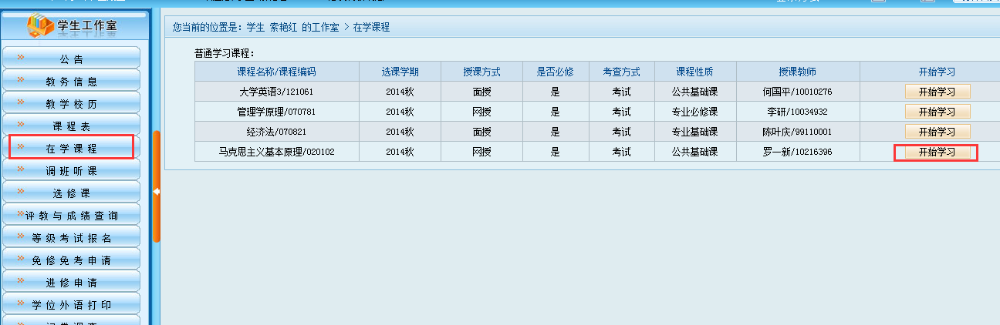 学生工作室
公告
教务信息
教学校历
课程表
在学课程
调班听课
选修课
评教与成绩查询
等级考试报名
免修免考申请
进修申请
学位外语打印
您当前的位置是：学生 索艳红 的工作室 > 在学课程
普通学习课程：
课程名称/课程编码 选课学期 授课方式 是否必修 考查方式 课程性质 授课教师 开始学习
大学英语3/121061 2014秋 面授 是 考试 公共基础课 何国平/10010276 开始学习
管理学原理/070781 2014秋 网授 是 考试 专业必修课 李研/10034932 开始学习
经济法/070821 2014秋 面授 是 考试 专业基础课 陈叶庆/99110001 开始学习
马克思主义基本原理/020102 2014秋 网授 是 考试 公共基础课 罗一新/10216396 开始学习